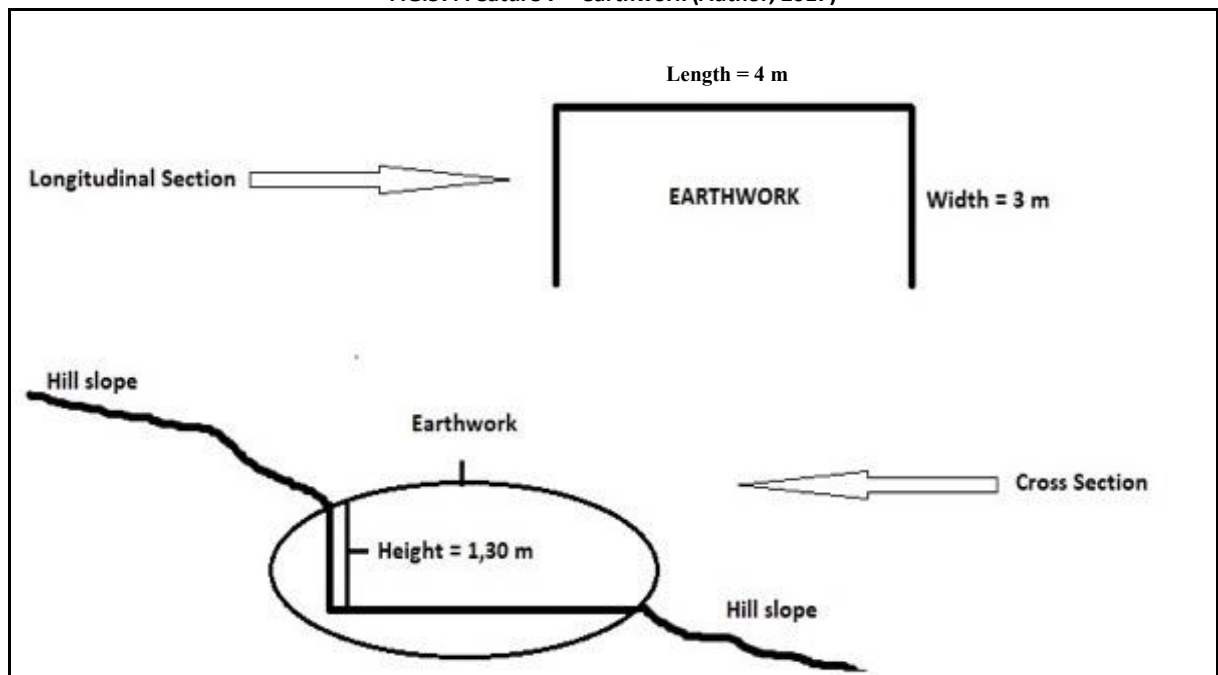 Length = 4 m
Longitudinal Section
EARTHWORK
Width = 3 m
Hill slope
Earthwork
Cross Section
Height = 1,30 m
Hill slope